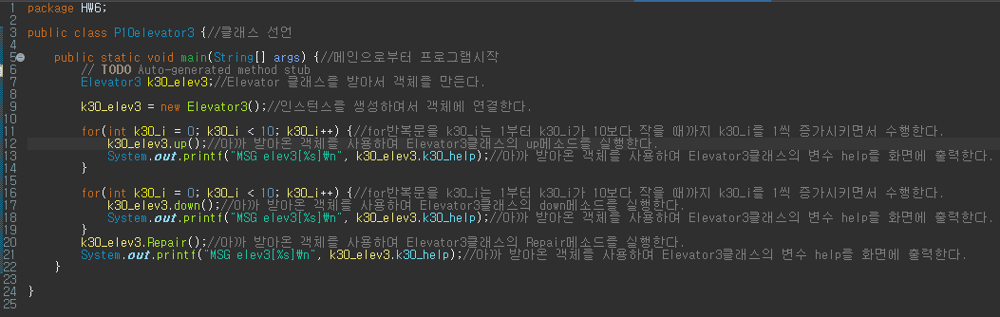 1 package HW6;
2
3 public class P10elevator3 {//클래스 선언
4
5 public static void main(String[] args) {//메인으로부터 프로그램시작
6 // TODO Auto-generated method stub
7 Elevator3 k30_elev3;//Elevator 클래스를 받아서 객체를 만든다.
8
9 k30_elev3 = new Elevator3();//인스턴스를 생성하여서 객체에 연결한다.
10
11 for(int k30_i = 0; k30_i < 10; k30_i++) {//for반복문을 k30_i는 1부터 k30_i가 10보다 작을 때까지 k30_i를 1씩 증가시키면서 수행한다.
12 k30_elev3.up();//아까 받아온 객체를 사용하여 Elevator3클래스의 up메소드를 실행한다.
13 System.out.printf("MSG elev3[%s]₩n", k30_elev3.k30_help);//아까 받아온 객체를 사용하여 Elevator3클래스의 변수 help를 화면에 출력한다.
14 }
15
16 for(int k30_i = 0; k30_i < 10; k30_i++) {//for반복문을 k30_i는 1부터 k30_i가 10보다 작을 때까지 k30_i를 1씩 증가시키면서 수행한다.
17 k30_elev3.down();//아까 받아온 객체를 사용하여 Elevator3클래스의 down메소드를 실행한다.
18 System.out.printf("MSG elev3[%s]₩n", k30_elev3.k30_help);//아까 받아온 객체를 사용하여 Elevator3클래스의 변수 help를 화면에 출력한다.
19 }
20 k30_elev3.Repair();//아까 받아온 객체를 사용하여 Elevator3클래스의 Repair메소드를 실행한다.
21 System.out.printf("MSG elev3[%s]₩n", k30_elev3.k30_help);//아까 받아온 객체를 사용하여 Elevator3클래스의 변수 help를 화면에 출력한다.
22 }
23
24 }
25